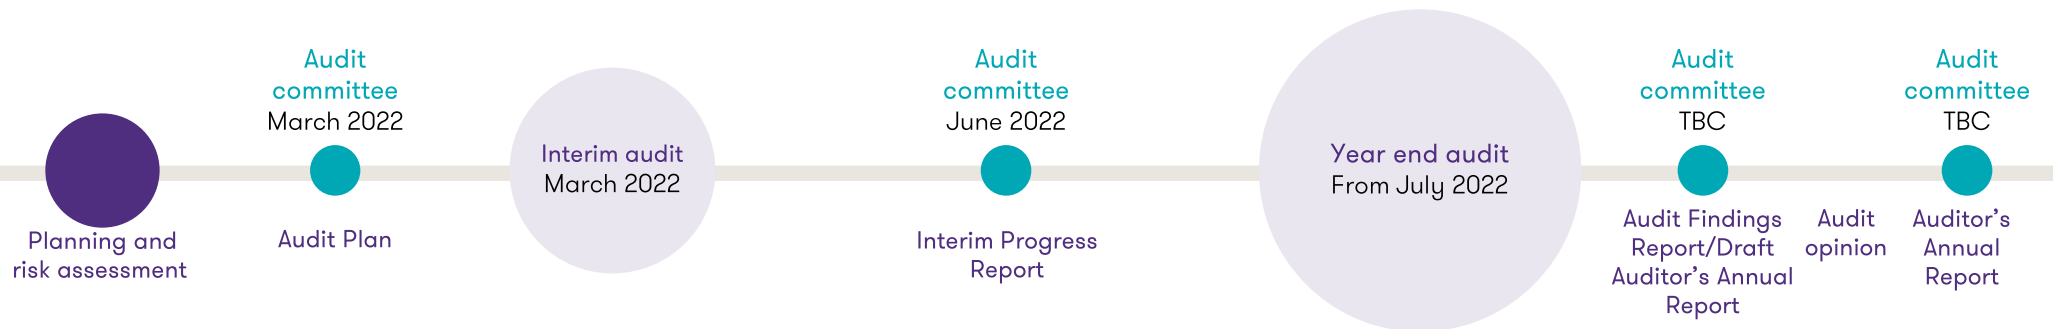 Planning and
risk assessment
Audit
committee
March 2022
Audit Plan
Interim audit
March 2022
Audit
committee
June 2022
Interim Progress
Report
Year end audit
From July 2022
Audit
committee
TBC
Audit Findings
Report/Draft
Auditor’s Annual
Report
Audit
opinion
Audit
committee
TBC
Auditor’s
Annual
Report